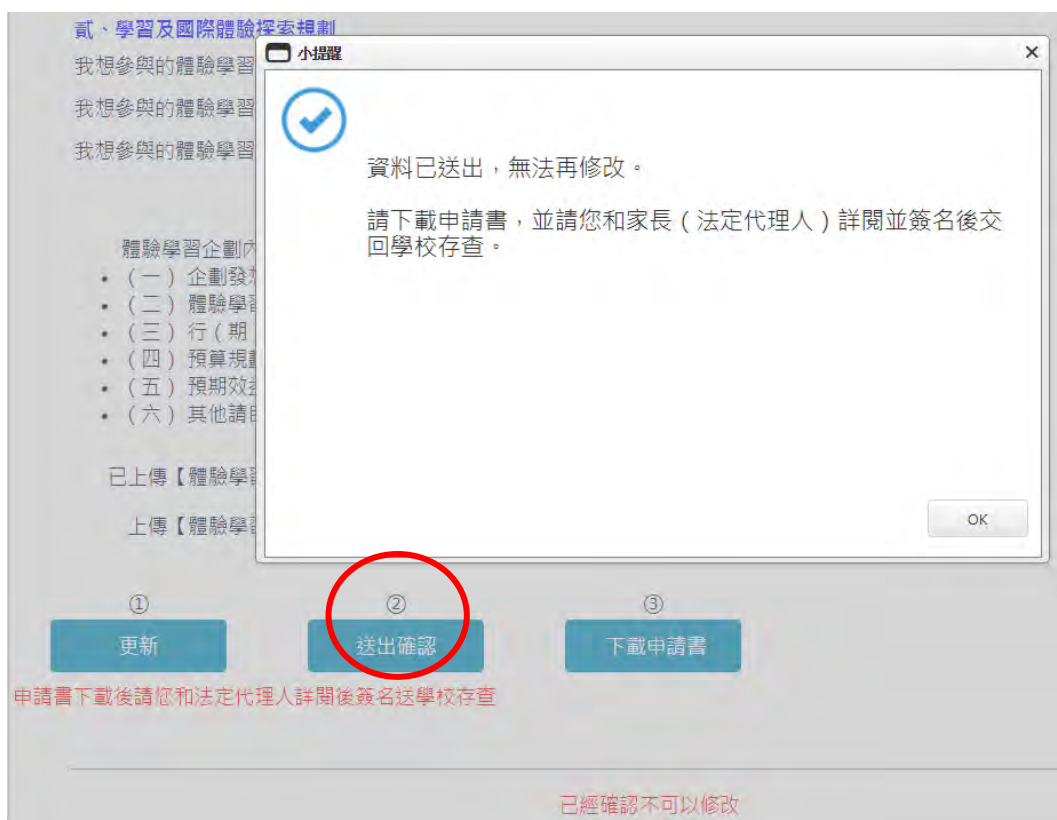 貳、學習及國際體驗探索規劃
小提醒
我想參與的體驗學習
我想參與的體驗學習
我想參與的體驗學習
資料已送出，無法再修改。
請下載申請書，並請您和家長（法定代理人）詳閱並簽名後交
回學校存查。
體驗學習企劃內
• （一）企劃發想
• （二）體驗學習
• （三）行（期）
• （四）預算規劃
• （五）預期效益
• （六）其他請
已上傳【體驗學習
上傳【體驗學習
OK
① ② ③
更新 送出確認 下載申請書
申請書下載後請您和法定代理人詳閱後簽名送學校存查
已經確認不可以修改